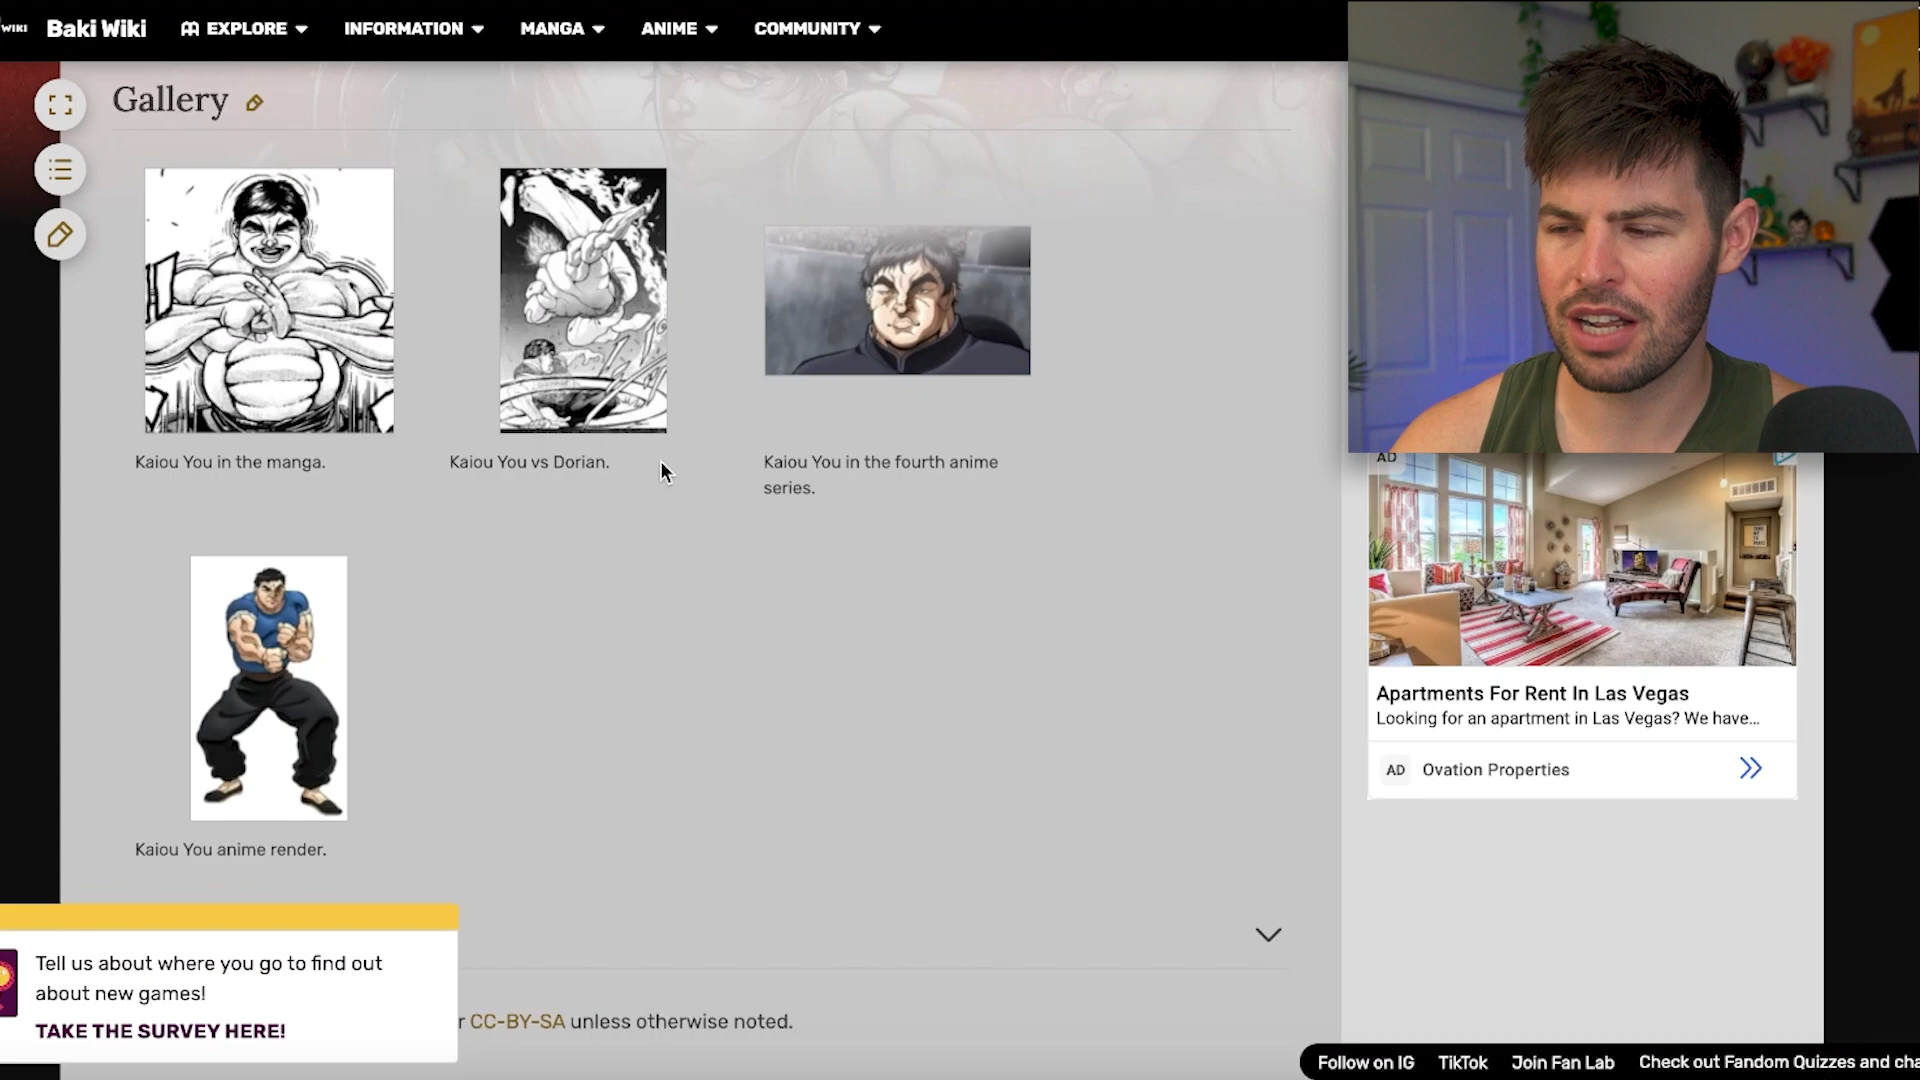 WIKI
Baki Wiki
EXPLORE
INFORMATION
MANGA
ANIME
COMMUNITY
Gallery
Kaiou You in the manga.
Kaiou You vs Dorian.
Kaiou You in the fourth anime
series.
Kaiou You anime render.
AD
Apartments For Rent In Las Vegas
Looking for an apartment in Las Vegas? We have...
AD Ovation Properties
Tell us about where you go to find out
about new games!
TAKE THE SURVEY HERE!
r CC-BY-SA unless otherwise noted.
Follow on IG
TikTok
Join Fan Lab
Check out Fandom Quizzes and cha